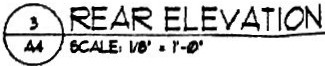 3 REAR ELEVATION
A4 SCALE: 1/8" = 1'-0"